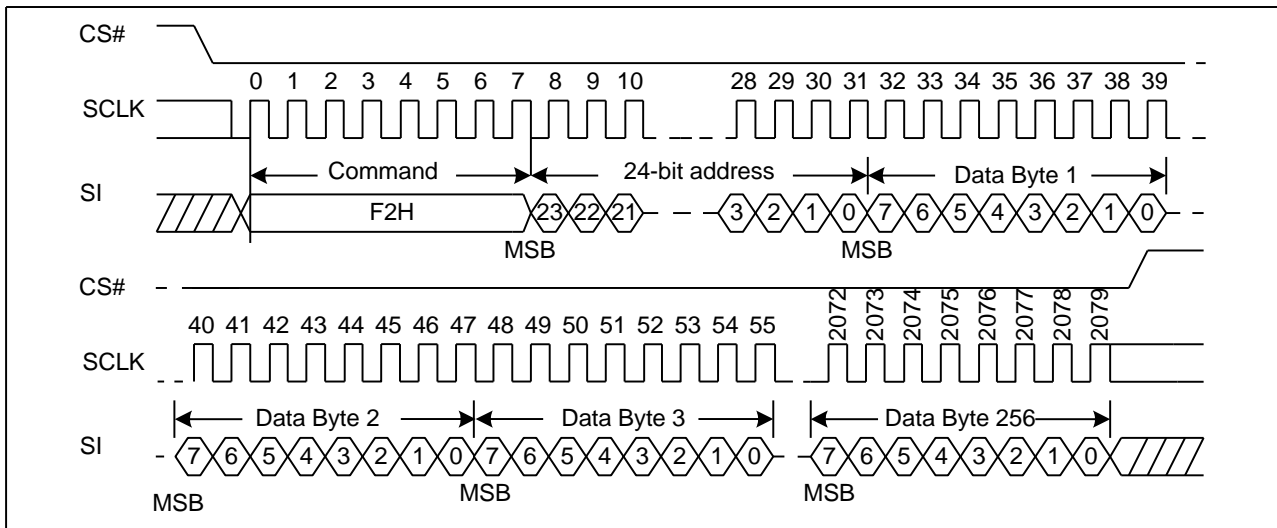 CS#
0 1 2 3 4 5 6 7 8 9 10 28 29 30 31 32 33 34 35 36 37 38 39
SCLK
Command 24-bit address Data Byte 1
SI
F2H 23 22 21 3 2 1 0 7 6 5 4 3 2 1 0
MSB MSB
CS#
40 41 42 43 44 45 46 47 48 49 50 51 52 53 54 55 2072 2073 2074 2075 2076 2077 2078 2079
SCLK
Data Byte 2 Data Byte 3 Data Byte 256
SI
7 6 5 4 3 2 1 0 7 6 5 4 3 2 1 0 7 6 5 4 3 2 1 0
MSB MSB MSB